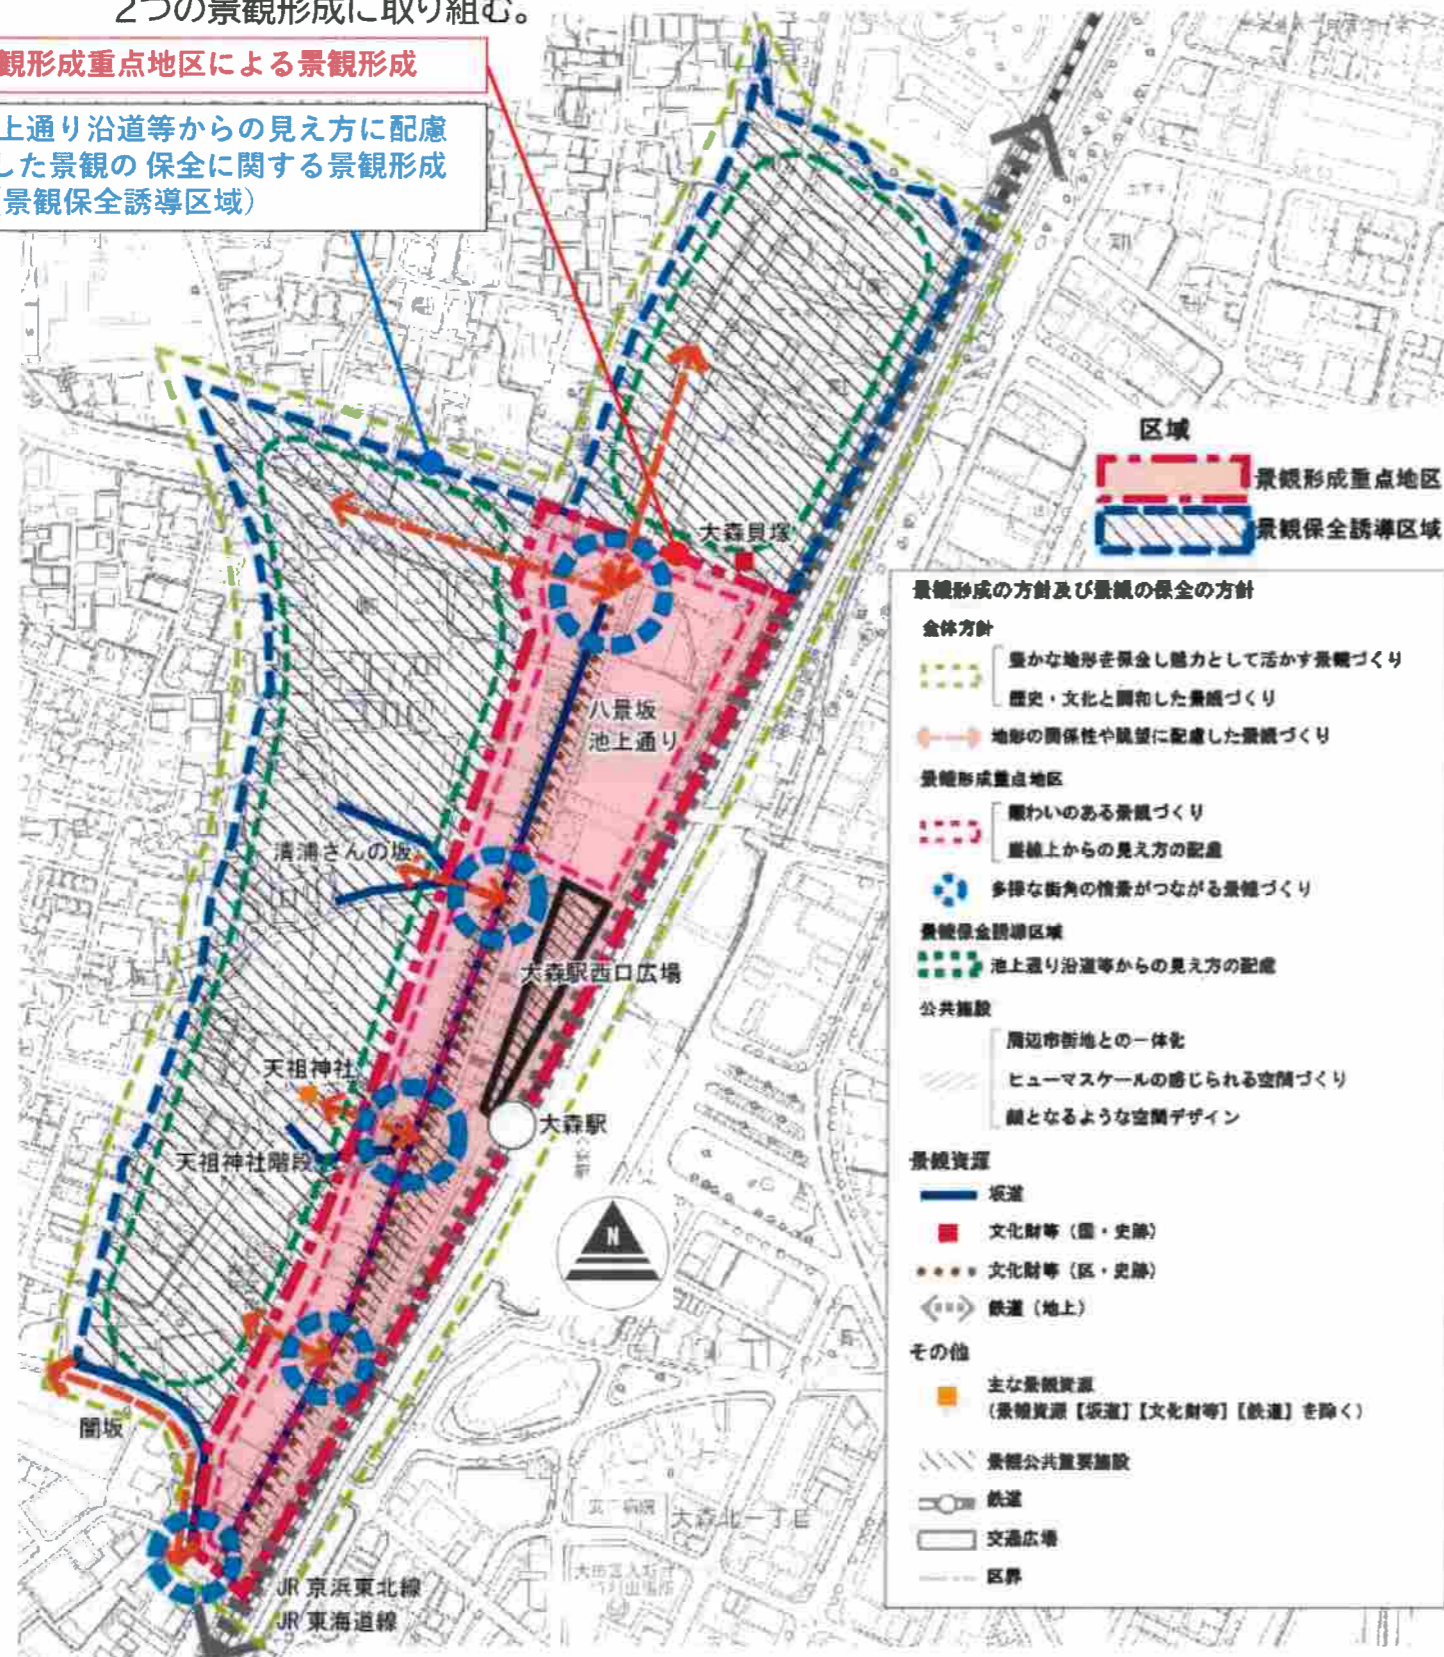 2つの景観形成に取り組む。
観形成重点地区による景観形成
上通り沿道等からの見え方に配慮
した景観の保全に関する景観形成
景観保全誘導区域）
区域
景観形成重点地区
景観保全誘導区域
大森貝塚
八景坂
池上通り
清浦さんの坂
大森駅西口広場
天祖神社
大森駅
天祖神社階段
N
闇坂
大森北一丁目
JR 京浜東北線
JR 東海道線
景観形成の方針及び景観の保全の方針
全体方針
豊かな地形を保全し魅力として活かす景観づくり
歴史・文化と調和した景観づくり
地形の関係性や眺望に配慮した景観づくり
景観形成重点地区
賑わいのある景観づくり
路線上からの見え方の配慮
多様な街角の情景がつながる景観づくり
景観保全誘導区域
池上通り沿道等からの見え方の配慮
公共施設
周辺市街地との一体化
ヒューマスケールの感じられる空間づくり
顔となるような空間デザイン
景観資源
坂道
文化財等（国・史跡）
文化財等（区・史跡）
鉄道（地上）
その他
主な景観資源
（景観資源【坂道】【文化財等】【鉄道】を除く）
景観公共重要施設
鉄道
交通広場
区界